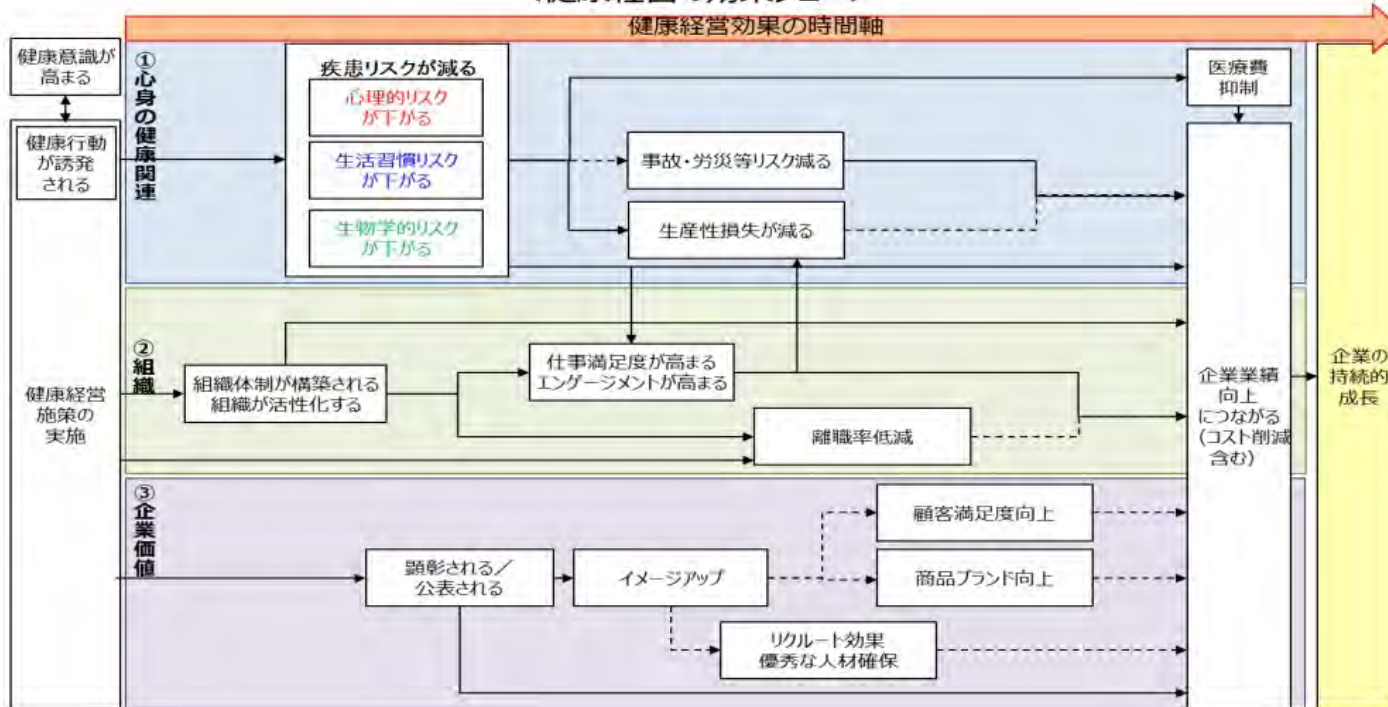 健康経営効果の時間軸
健康意識が
高まる
健康行動
が誘発
される
健康経営
施策の
実施
①心身の健康関連
疾患リスクが減る
心理的リスク
が下がる
生活習慣リスク
が下がる
生物学的リスク
が下がる
事故・労災等リスク減る
生産性損失が減る
医療費
抑制
②組織
組織体制が構築される
組織が活性化する
仕事満足度が高まる
エンゲージメントが高まる
離職率低減
企業業績
向上
につながる
(コスト削減
含む)
企業の
持続的
成長
③企業価値
顕彰される/
公表される
イメージアップ
顧客満足度向上
商品ブランド向上
リクルート効果
優秀な人材確保